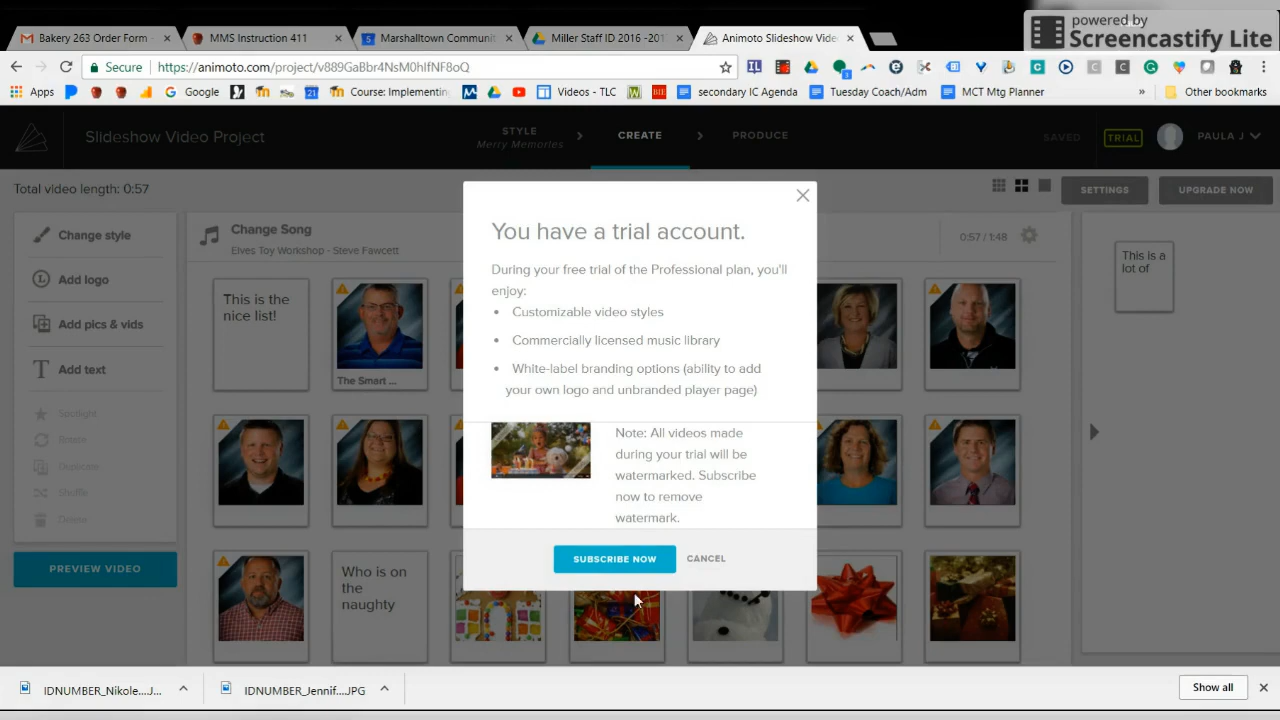 powered by
Screencastify Lite
Bakery 263 Order Form -
MMS Instruction 411
Marshalltown Communit
Miller Staff ID 2016 -201
Animoto Slideshow Vide
Secure
https://animoto.com/project/v889GaBbr4NsM0hIfNF8oQ
Apps
Google
Course: Implementing
Videos - TLC
secondary IC Agenda
Tuesday Coach/Adm
MCT Mtg Planner
»
Other bookmarks
Slideshow Video Project
STYLE
Merry Memories
CREATE
PRODUCE
SAVED
TRIAL
PAULA J
Total video length: 0:57
SETTINGS
UPGRADE NOW
Change style
Add logo
Add pics & vids
Add text
Spotlight
Rotate
Duplicate
Shuffle
Delete
PREVIEW VIDEO
Change Song
Elves Toy Workshop - Steve Fawcett
0:57 / 1:48
This is the
nice list!
The Smart ...
Who is on
the
naughty
This is a
lot of
You have a trial account.
During your free trial of the Professional plan, you'll
enjoy:
• Customizable video styles
• Commercially licensed music library
• White-label branding options (ability to add
your own logo and unbranded player page)
Note: All videos made
during your trial will be
watermarked. Subscribe
now to remove
watermark.
SUBSCRIBE NOW
CANCEL
IDNUMBER_Nikole....J...
IDNUMBER_Jennif....JPG
Show all